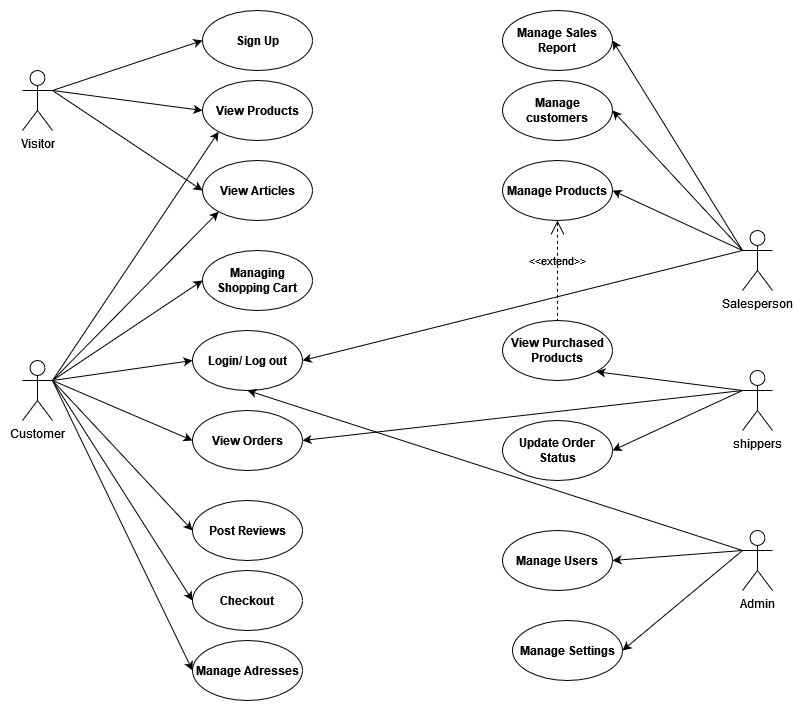 Sign Up
Manage Sales
Report
Visitor
View Products
Manage
customers
View Articles
Manage Products
Managing
Shopping Cart
<<extend>>
Salesperson
Login/ Log out
View Purchased
Products
Customer
View Orders
Update Order
Status
shippers
Post Reviews
Manage Users
Checkout
Admin
Manage Adresses
Manage Settings